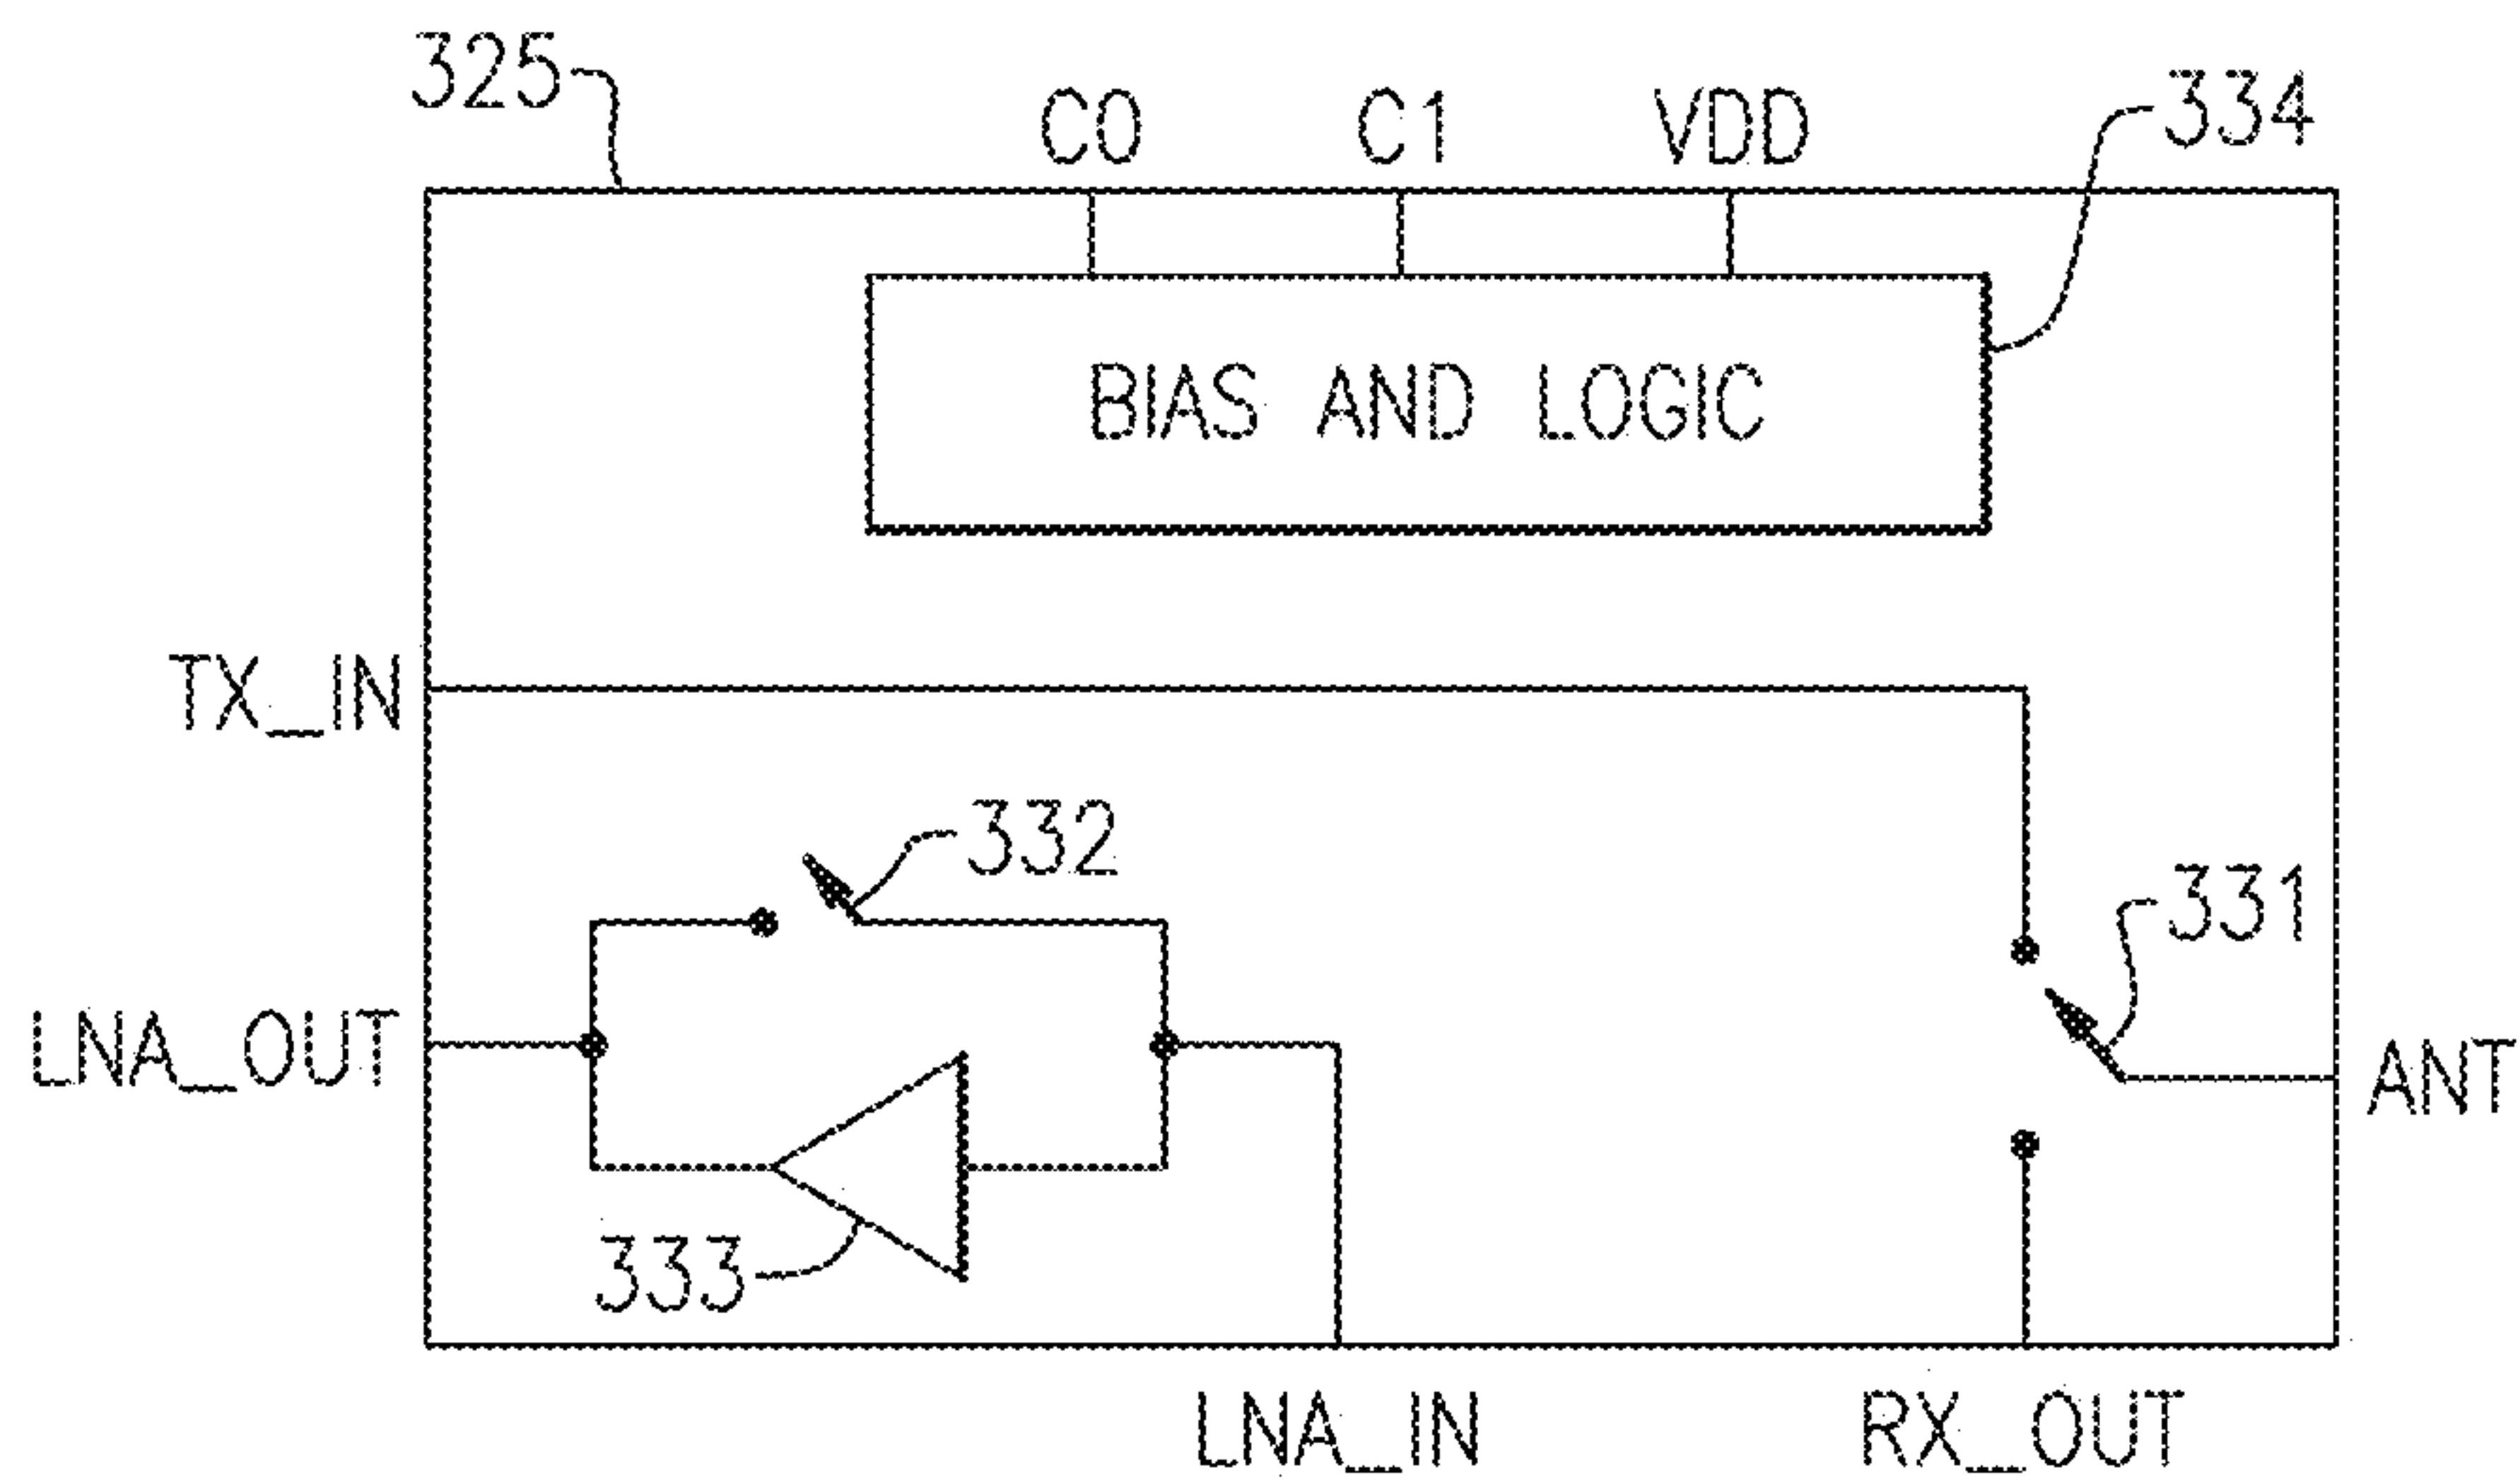 325
C0
C1
VDD
334
BIAS AND LOGIC
TX_IN
332
331
LNA_OUT
ANT
333
LNA_IN
RX_OUT